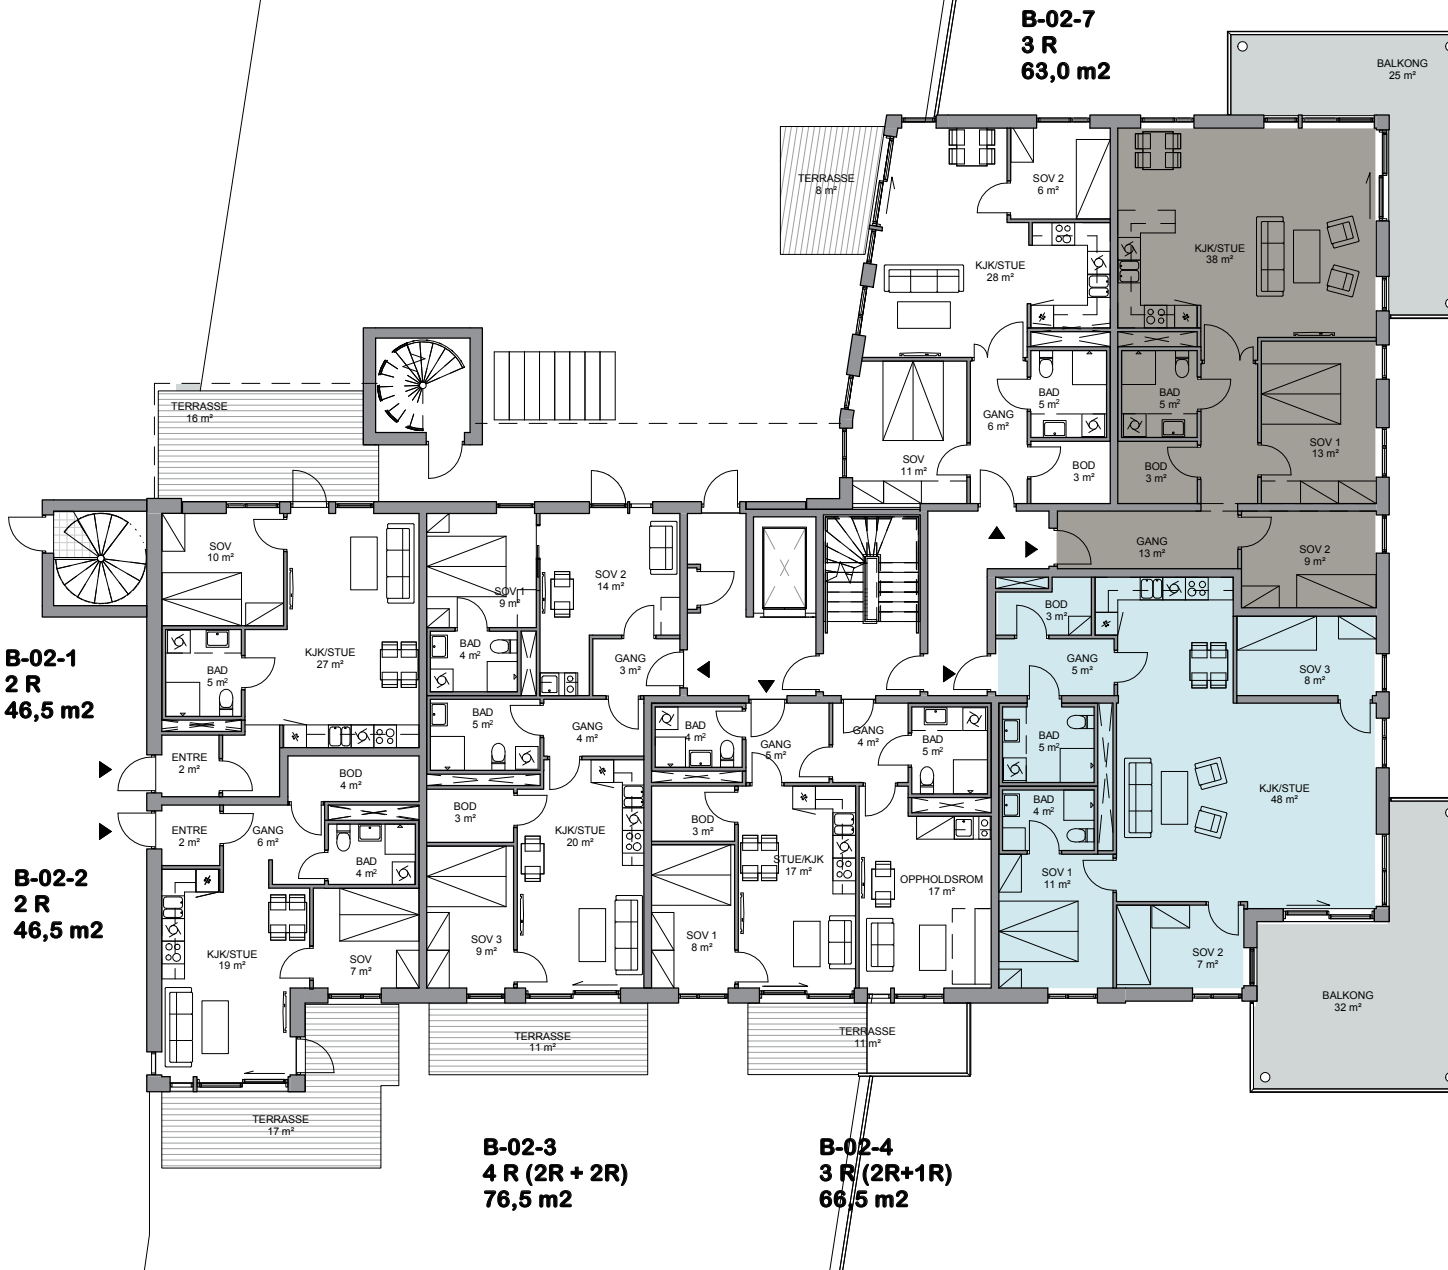 B-02-7
3 R
63,0 m2
BALKONG
25 m²
TERRASSE
8 m²
SOV 2
6 m²
KJK/STUE
28 m²
KJK/STUE
38 m²
BAD
5 m²
GANG
6 m²
SOV
11 m²
BOD
3 m²
BAD
5 m²
BOD
3 m²
SOV 1
13 m²
GANG
13 m²
SOV 2
9 m²
TERRASSE
16 m²
SOV
10 m²
KJK/STUE
27 m²
BAD
5 m²
B-02-1
2 R
46,5 m2
ENTRE
2 m²
BOD
4 m²
SOV 1
9 m²
SOV 2
14 m²
BAD
4 m²
GANG
3 m²
BAD
5 m²
GANG
4 m²
BAD
4 m²
GANG
5 m²
GANG
4 m²
BAD
5 m²
BOD
3 m²
GANG
5 m²
SOV 3
8 m²
BAD
5 m²
KJK/STUE
48 m²
BAD
4 m²
SOV 1
11 m²
SOV 2
7 m²
BALKONG
32 m²
ENTRE
2 m²
GANG
6 m²
BAD
4 m²
B-02-2
2 R
46,5 m2
KJK/STUE
19 m²
SOV
7 m²
BOD
3 m²
KJK/STUE
20 m²
SOV 3
9 m²
BOD
3 m²
STUE/KJK
17 m²
SOV 1
8 m²
OPPHOLDSROM
17 m²
TERRASSE
11 m²
TERRASSE
11 m²
TERRASSE
17 m²
B-02-3
4 R (2R + 2R)
76,5 m2
B-02-4
3 R (2R+1R)
66,5 m2